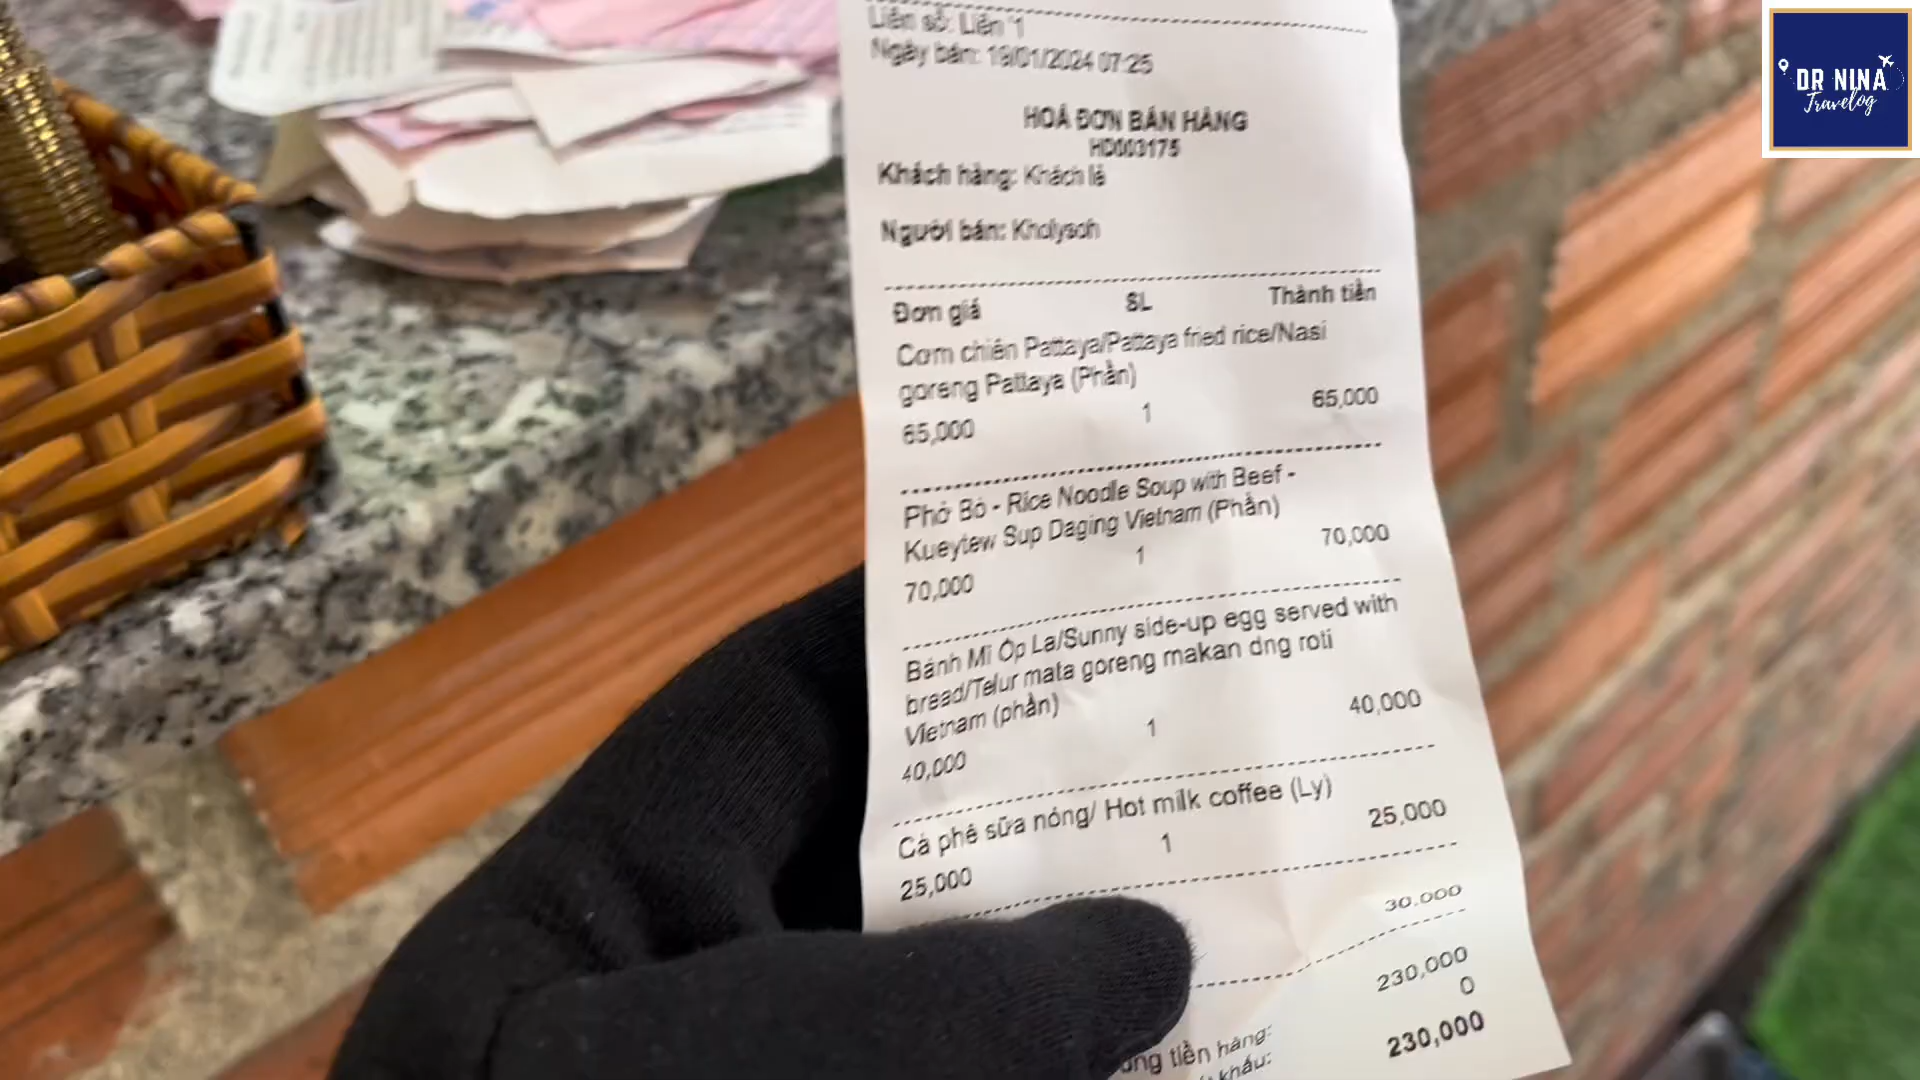 Liên số: Liên 1
Ngày bán: 19/01/2024 07:25
HOÁ ĐƠN BÁN HÀNG
HD003175
Khách hàng: Khách lẻ
Người bán: Kholysoh
Đơn giá SL Thành tiền
Cơm chiên Pattaya/Pattaya fried rice/Nasi
goreng Pattaya (Phần)
65,000 1 65,000
Phở Bò - Rice Noodle Soup with Beef -
Kueytew Sup Daging Vietnam (Phần)
70,000 1 70,000
Bánh Mì Ốp La/Sunny side-up egg served with
bread/Telur mata goreng makan dng roti
Vietnam (phần)
40,000 1 40,000
Cà phê sữa nóng/ Hot milk coffee (Ly)
25,000 1 25,000
30,000
tiền hàng: 230,000
khấu: 0
230,000
DR NINA
Travelog